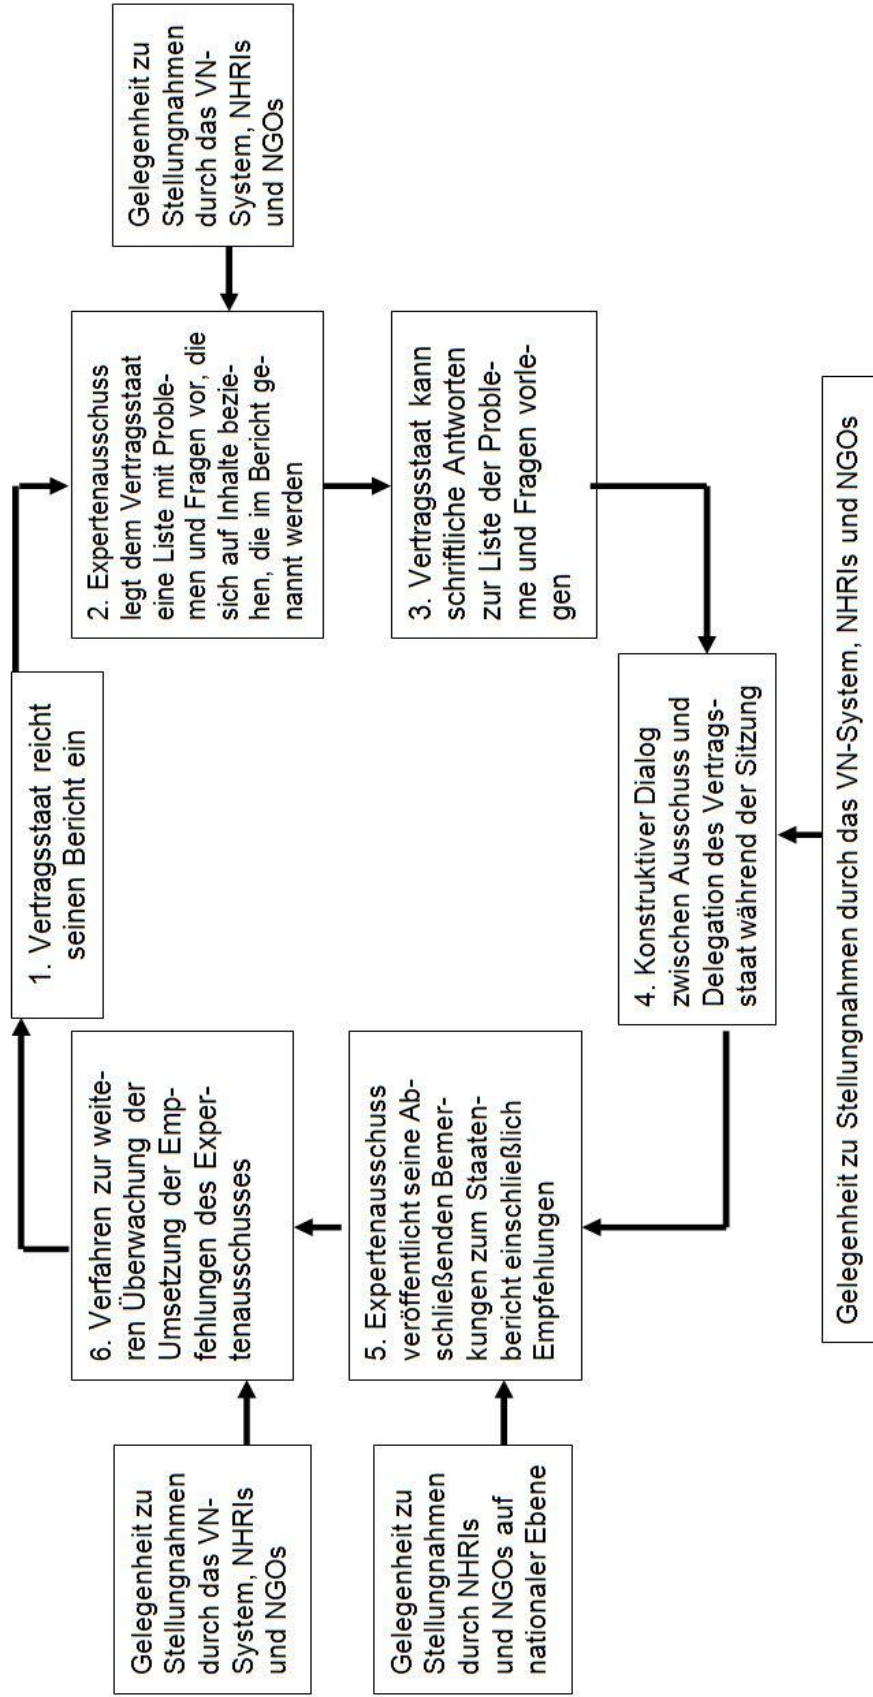 1. Vertragsstaat reicht
seinen Bericht ein
2. Expertenausschuss
legt dem Vertragsstaat
eine Liste mit Proble-
men und Fragen vor, die
sich auf Inhalte bezie-
hen, die im Bericht ge-
nannt werden
Gelegenheit zu
Stellungnahmen
durch das VN-
System, NHRIs
und NGOs
3. Vertragsstaat kann
schriftliche Antworten
zur Liste der Proble-
me und Fragen vorle-
gen
4. Konstruktiver Dialog
zwischen Ausschuss und
Delegation des Vertrags-
staat während der Sitzung
Gelegenheit zu Stellungnahmen durch das VN-System, NHRIs und NGOs
5. Expertenausschuss
veröffentlicht seine Ab-
schließenden Bemer-
kungen zum Staaten-
bericht einschließlich
Empfehlungen
Gelegenheit zu
Stellungnahmen
durch NHRIs
und NGOs auf
nationaler Ebene
6. Verfahren zur weite-
ren Überwachung der
Umsetzung der Emp-
fehlungen des Exper-
tenausschusses
Gelegenheit zu
Stellungnahmen
durch das VN-
System, NHRIs
und NGOs